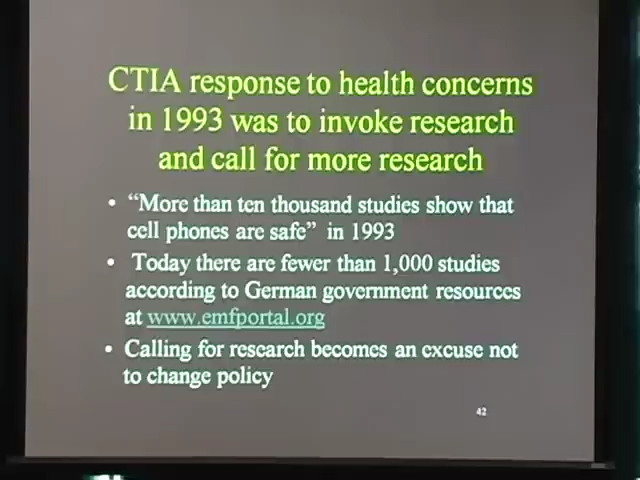 CTIA response to health concerns
in 1993 was to invoke research
and call for more research
• “More than ten thousand studies show that
cell phones are safe” in 1993
• Today there are fewer than 1,000 studies
according to German government resources
at www.emfportal.org
• Calling for research becomes an excuse not
to change policy
42